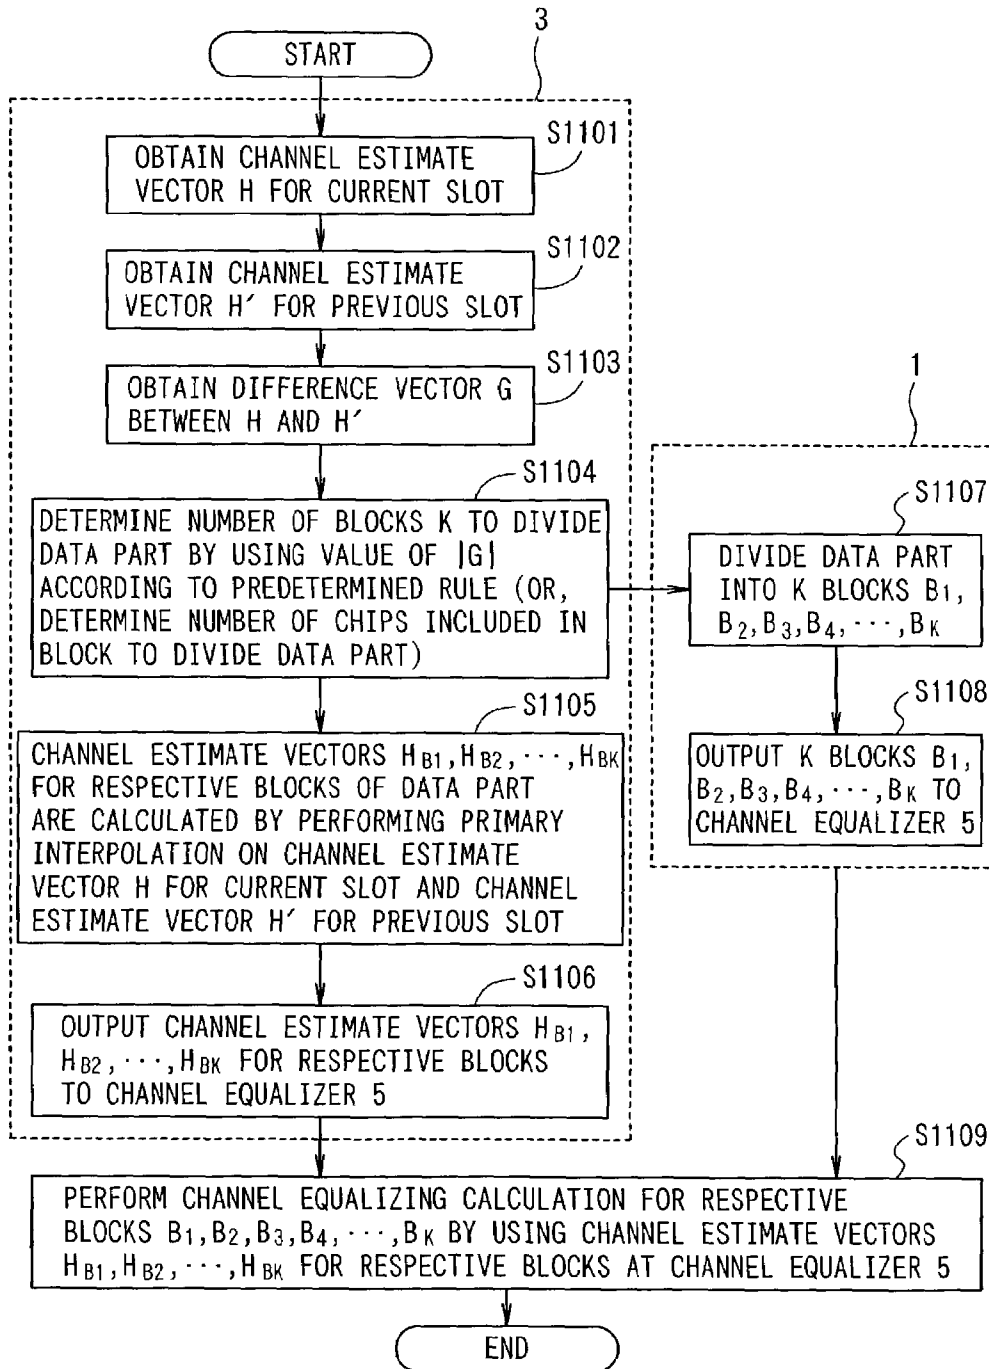 START
3
S1101
OBTAIN CHANNEL ESTIMATE
VECTOR H FOR CURRENT SLOT
S1102
OBTAIN CHANNEL ESTIMATE
VECTOR H′ FOR PREVIOUS SLOT
S1103
OBTAIN DIFFERENCE VECTOR G
BETWEEN H AND H′
S1104
DETERMINE NUMBER OF BLOCKS K TO DIVIDE
DATA PART BY USING VALUE OF |G|
ACCORDING TO PREDETERMINED RULE (OR,
DETERMINE NUMBER OF CHIPS INCLUDED IN
BLOCK TO DIVIDE DATA PART)
S1105
CHANNEL ESTIMATE VECTORS HB1,HB2,···,HBK
FOR RESPECTIVE BLOCKS OF DATA PART
ARE CALCULATED BY PERFORMING PRIMARY
INTERPOLATION ON CHANNEL ESTIMATE
VECTOR H FOR CURRENT SLOT AND CHANNEL
ESTIMATE VECTOR H′ FOR PREVIOUS SLOT
S1106
OUTPUT CHANNEL ESTIMATE VECTORS HB1,
HB2,···,HBK FOR RESPECTIVE BLOCKS
TO CHANNEL EQUALIZER 5
1
S1107
DIVIDE DATA PART
INTO K BLOCKS B1,
B2,B3,B4,···,BK
S1108
OUTPUT K BLOCKS B1,
B2,B3,B4,···,BK TO
CHANNEL EQUALIZER 5
S1109
PERFORM CHANNEL EQUALIZING CALCULATION FOR RESPECTIVE
BLOCKS B1,B2,B3,B4,···,BK BY USING CHANNEL ESTIMATE VECTORS
HB1,HB2,···,HBK FOR RESPECTIVE BLOCKS AT CHANNEL EQUALIZER 5
END